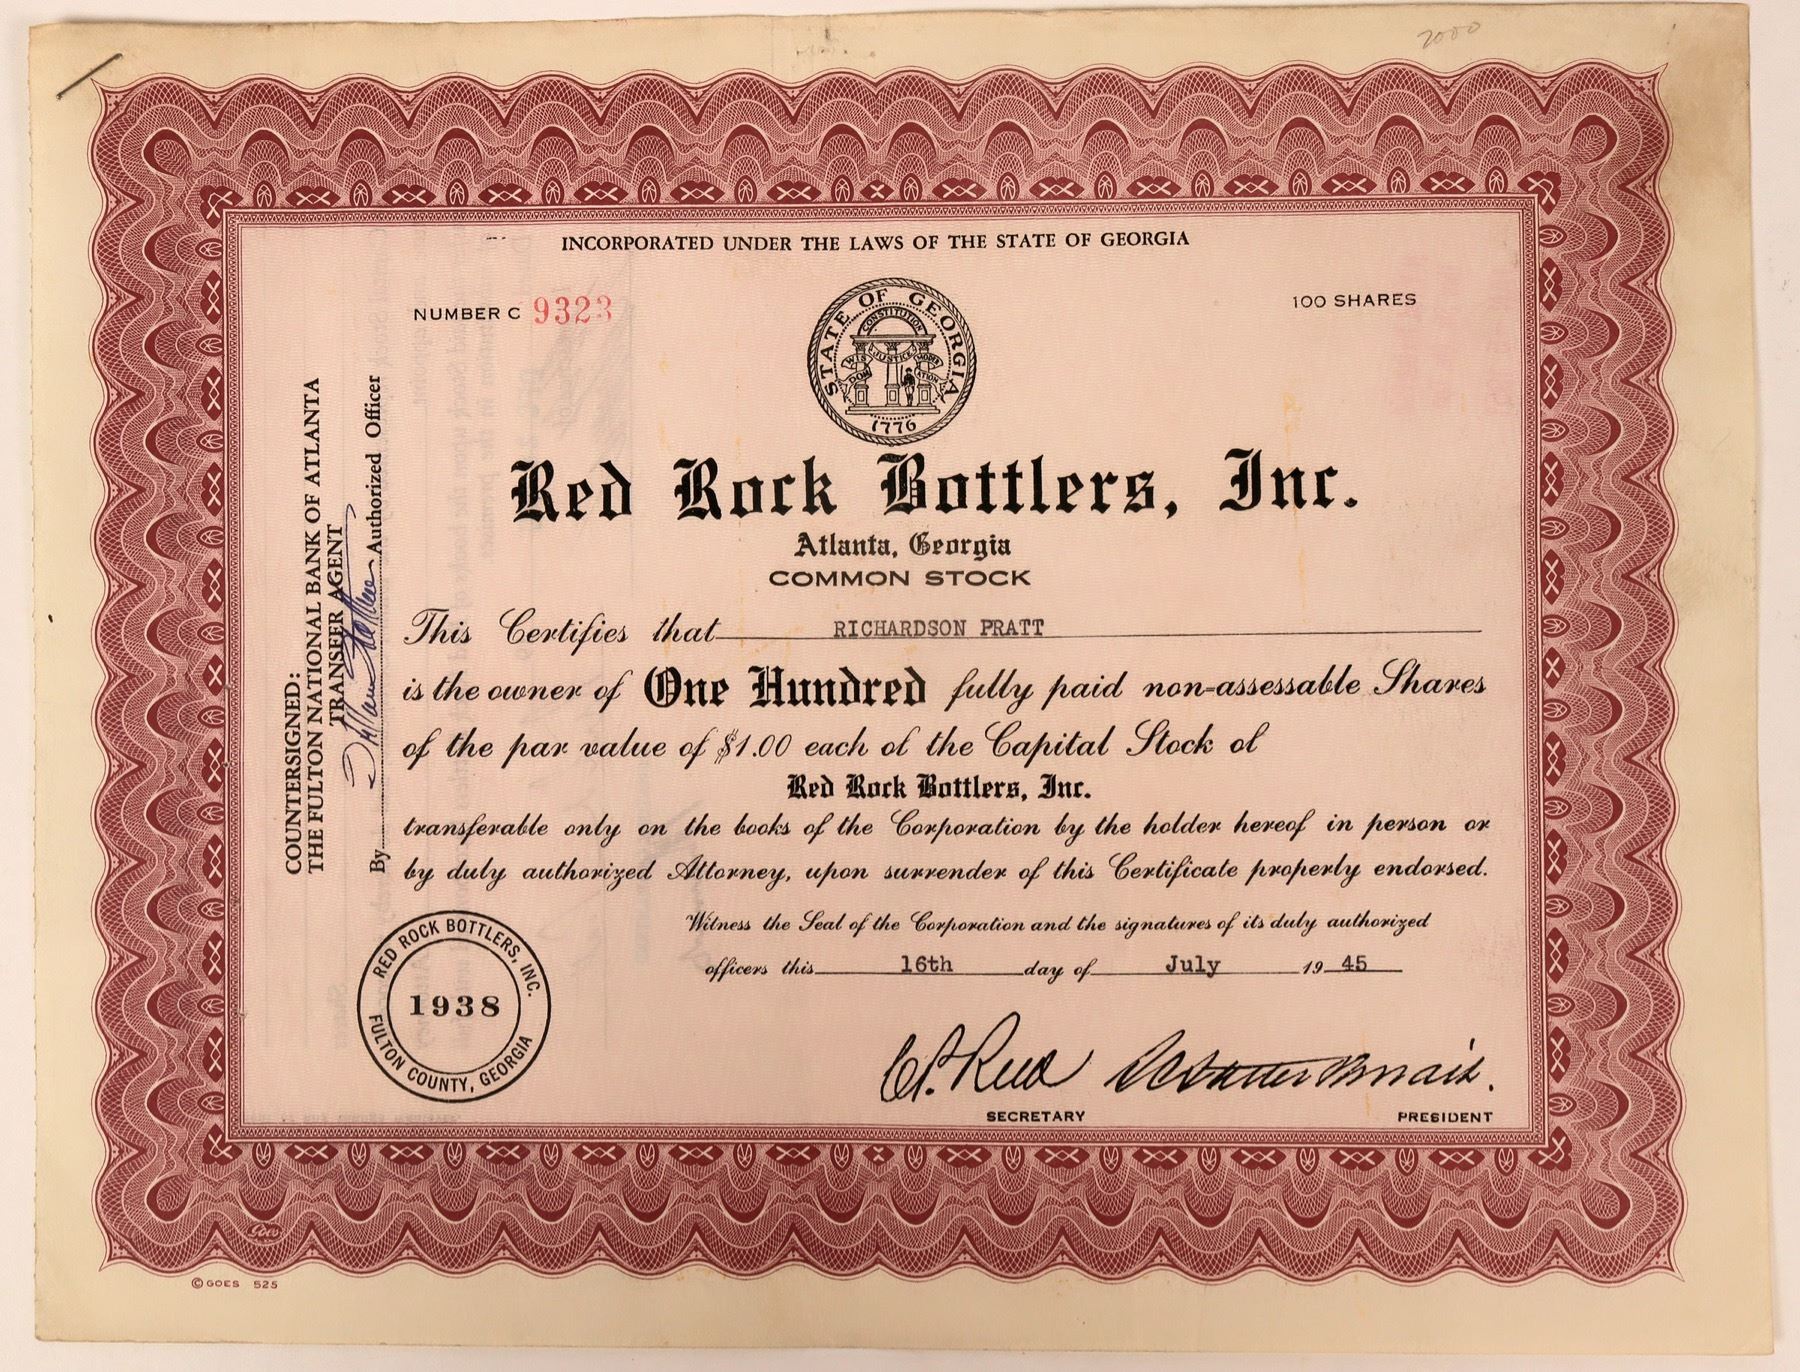 2000
INCORPORATED UNDER THE LAWS OF THE STATE OF GEORGIA
NUMBER C 9323
100 SHARES
STATE OF GEORGIA
CONSTITUTION
WISDOM JUSTICE MODERATION
1776
Red Rock Bottlers, Inc.
Atlanta, Georgia
COMMON STOCK
COUNTERSIGNED:
THE FULTON NATIONAL BANK OF ATLANTA
TRANSFER AGENT
By Authorized Officer
This Certifies that RICHARDSON PRATT
is the owner of One Hundred fully paid non-assessable Shares
of the par value of $1.00 each of the Capital Stock of
Red Rock Bottlers, Inc.
transferable only on the books of the Corporation by the holder hereof in person or
by duly authorized Attorney, upon surrender of this Certificate properly endorsed.
Witness the Seal of the Corporation and the signatures of its duly authorized
officers this 16th day of July 19 45
RED ROCK BOTTLERS, INC.
1938
FULTON COUNTY, GEORGIA
SECRETARY
PRESIDENT
Goes
© GOES 525